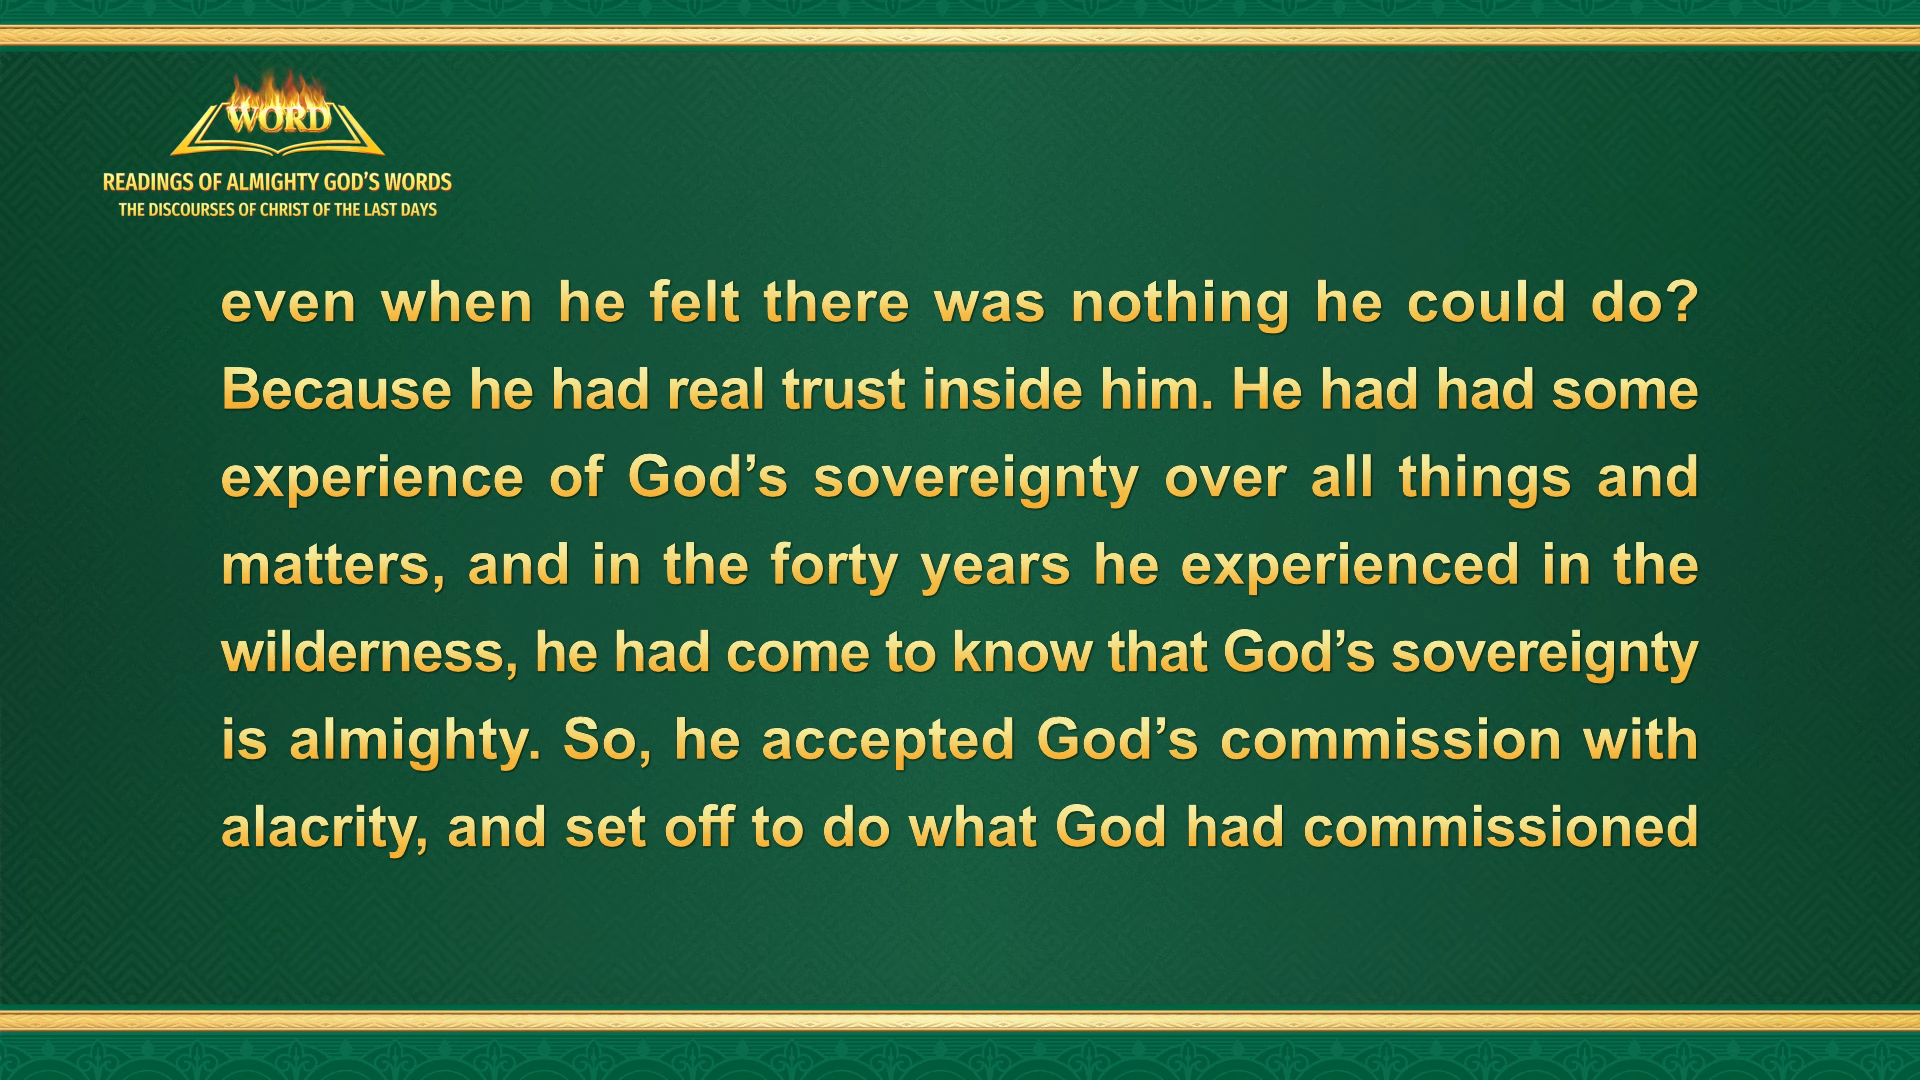 WORD
READINGS OF ALMIGHTY GOD’S WORDS
THE DISCOURSES OF CHRIST OF THE LAST DAYS
even when he felt there was nothing he could do?
Because he had real trust inside him. He had had some
experience of God’s sovereignty over all things and
matters, and in the forty years he experienced in the
wilderness, he had come to know that God’s sovereignty
is almighty. So, he accepted God’s commission with
alacrity, and set off to do what God had commissioned